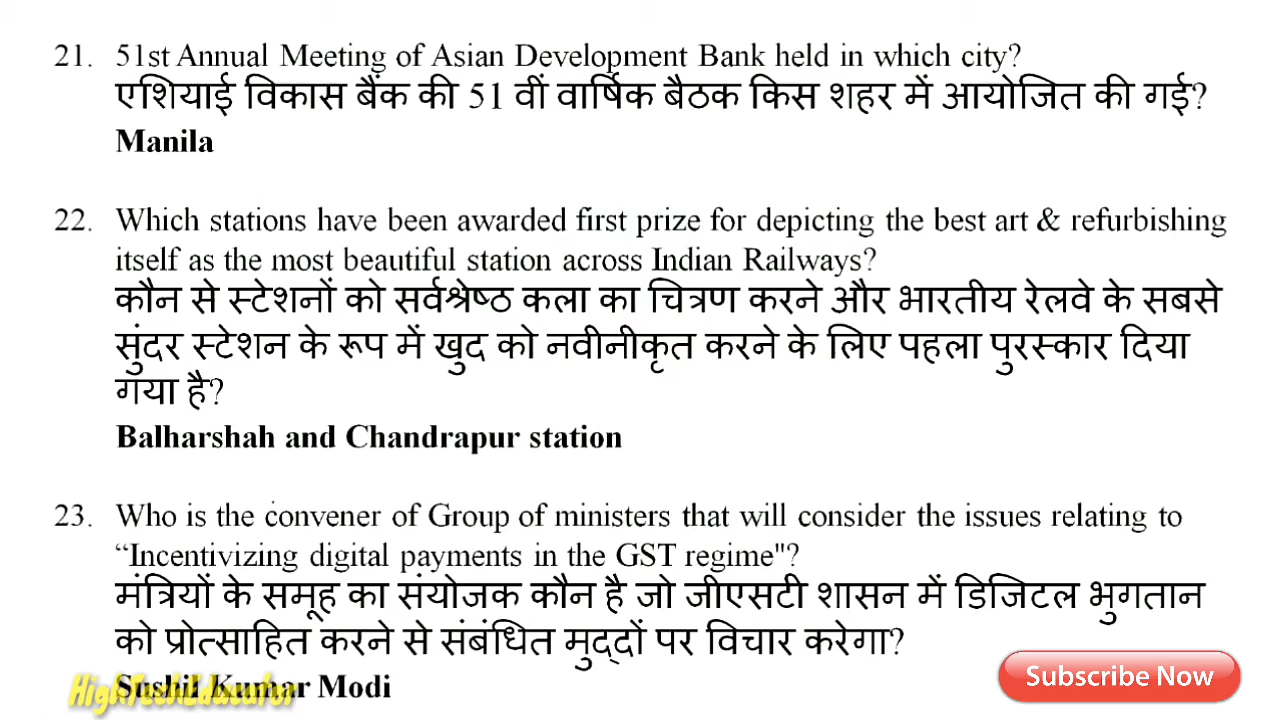 21. 51st Annual Meeting of Asian Development Bank held in which city?
एशियाई विकास बैंक की 51 वीं वार्षिक बैठक किस शहर में आयोजित की गई?
Manila
22. Which stations have been awarded first prize for depicting the best art & refurbishing
itself as the most beautiful station across Indian Railways?
कौन से स्टेशनों को सर्वश्रेष्ठ कला का चित्रण करने और भारतीय रेलवे के सबसे
सुंदर स्टेशन के रूप में खुद को नवीनीकृत करने के लिए पहला पुरस्कार दिया
गया है?
Balharshah and Chandrapur station
23. Who is the convener of Group of ministers that will consider the issues relating to
“Incentivizing digital payments in the GST regime"?
मंत्रियों के समूह का संयोजक कौन है जो जीएसटी शासन में डिजिटल भुगतान
को प्रोत्साहित करने से संबंधित मुद्दों पर विचार करेगा?
Sushil Kumar Modi
HighTechEducator
Subscribe Now